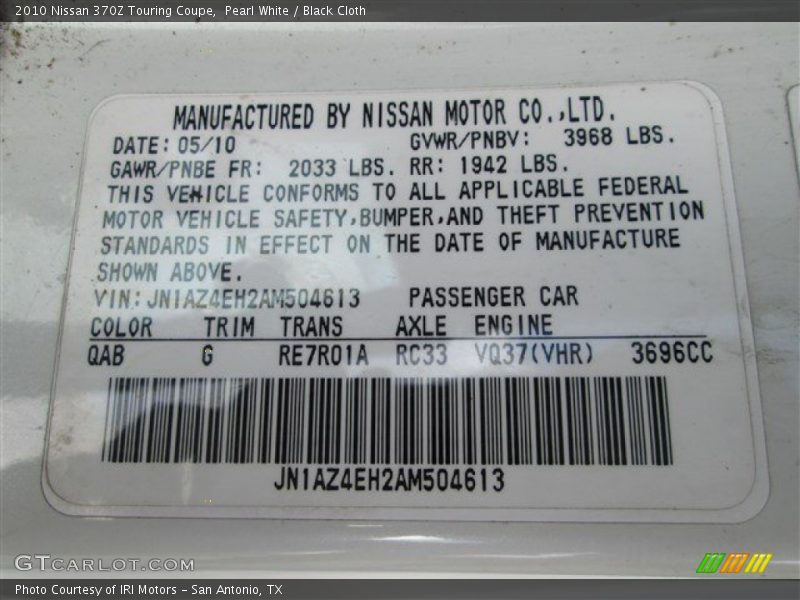 2010 Nissan 370Z Touring Coupe,  Pearl White / Black Cloth
MANUFACTURED BY NISSAN MOTOR CO.,LTD.
DATE: 05/10 GVWR/PNBV: 3968 LBS.
GAWR/PNBE FR: 2033 LBS. RR: 1942 LBS.
THIS VEHICLE CONFORMS TO ALL APPLICABLE FEDERAL
MOTOR VEHICLE SAFETY,BUMPER,AND THEFT PREVENTION
STANDARDS IN EFFECT ON THE DATE OF MANUFACTURE
SHOWN ABOVE.
VIN:JN1AZ4EH2AM504613 PASSENGER CAR
COLOR TRIM TRANS AXLE ENGINE
QAB G RE7R01A RC33 VQ37(VHR) 3696CC
JN1AZ4EH2AM504613
GTCARLOT.COM
Photo Courtesy of IRI Motors – San Antonio, TX